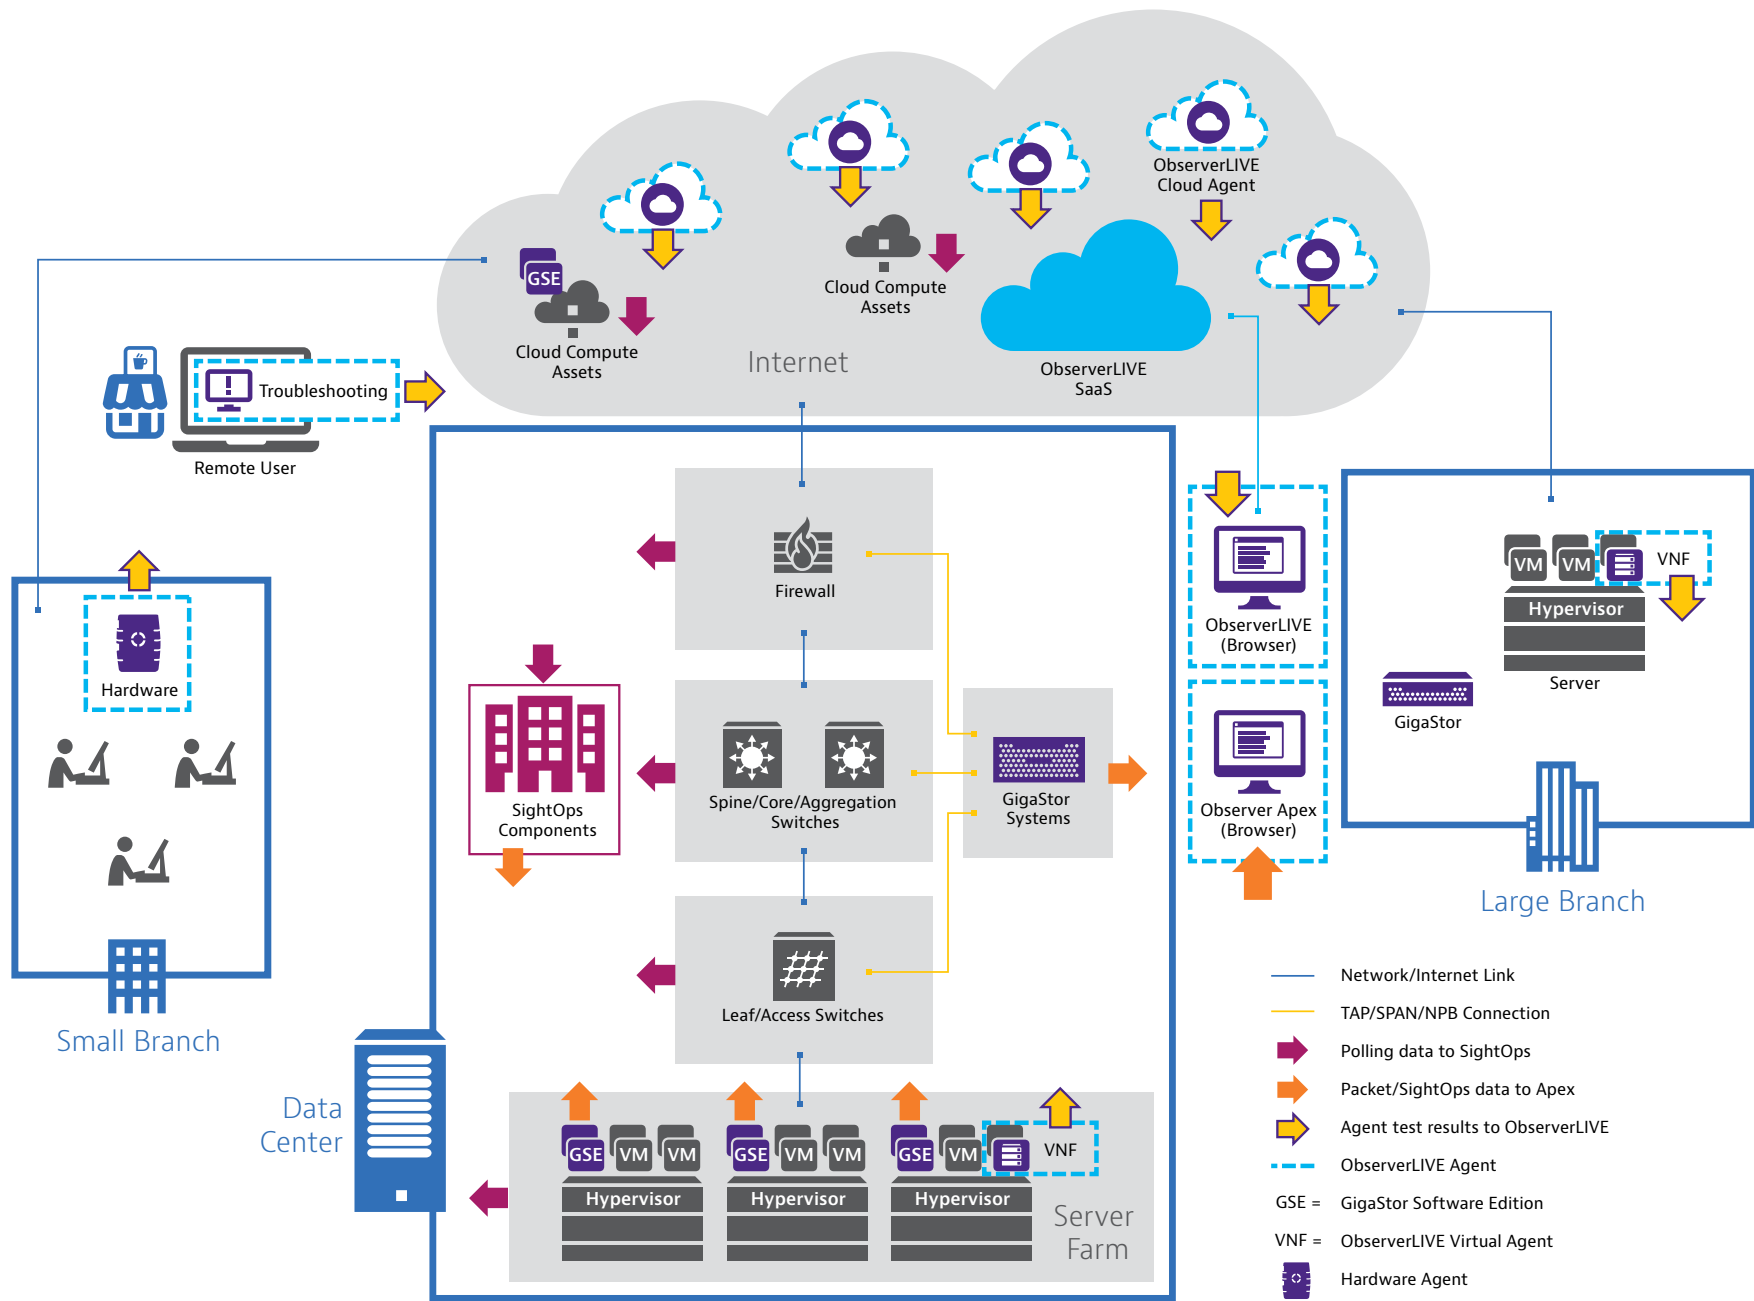 ObserverLIVE
Cloud Agent
GSE
Cloud Compute
Assets
Cloud Compute
Assets
Internet
ObserverLIVE
SaaS
Troubleshooting
Remote User
Hardware
Small Branch
Firewall
SightOps
Components
Spine/Core/Aggregation
Switches
GigaStor
Systems
Leaf/Access Switches
Data
Center
GSE
VM
VM
Hypervisor
GSE
VM
VM
Hypervisor
GSE
VM
VNF
Hypervisor
Server
Farm
ObserverLIVE
(Browser)
Observer Apex
(Browser)
VM
VM
VNF
Hypervisor
Server
GigaStor
Large Branch
Network/Internet Link
TAP/SPAN/NPB Connection
Polling data to SightOps
Packet/SightOps data to Apex
Agent test results to ObserverLIVE
ObserverLIVE Agent
GSE = GigaStor Software Edition
VNF = ObserverLIVE Virtual Agent
Hardware Agent